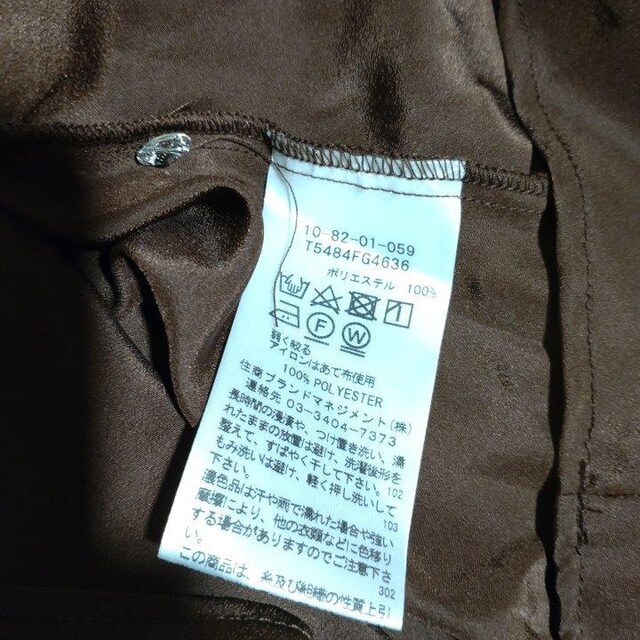 10-82-01-059
T5484FG4636
ポリエステル 100%
弱く絞る
アイロンはあて布使用
100% POLYESTER
住商ブランドマネジメント(株)
連絡先 03-3404-7373
長時間の浸漬や、つけ置き洗い、濡
れたままの放置は避け、洗濯後形を
整えて、すばやく干して下さい。 102
もみ洗いは避け、軽く押し洗いして
下さい。 103
濃色品は汗や雨で濡れた場合や強い
摩擦により、他の衣類などに色移り
する場合がありますのでご注意下さ
い。 302
この商品は、糸及び組織の性質上引